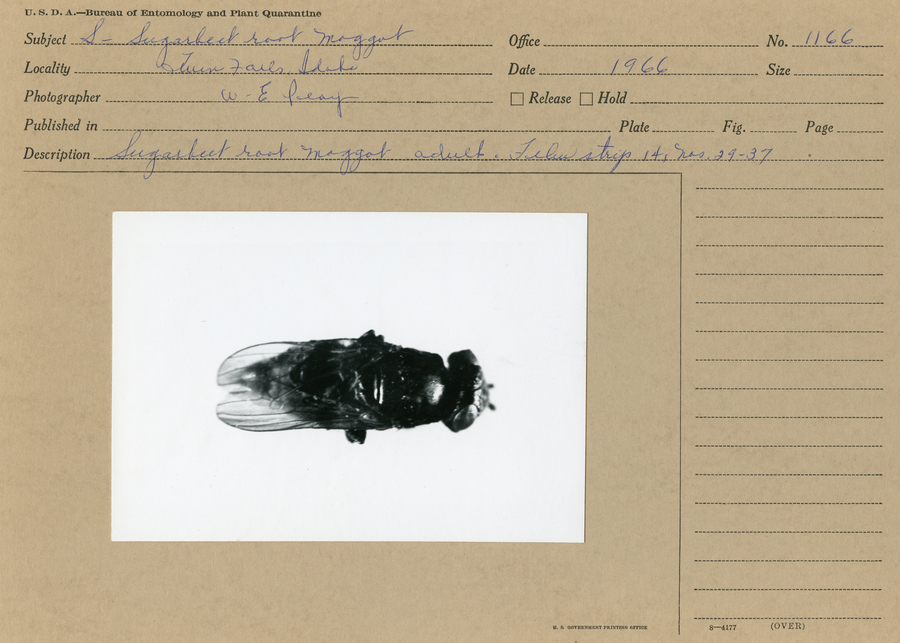 U. S. D. A.—Bureau of Entomology and Plant Quarantine
Subject S- Sugarbeet root Maggot Office No. 1166
Locality Twin Falls, Idaho Date 1966 Size
Photographer W. E. Peay Release Hold
Published in Plate Fig. Page
Description Sugarbeet root Maggot adult. Film strip 14, Nos. 29-37
U. S. GOVERNMENT PRINTING OFFICE 8—4177 (OVER)